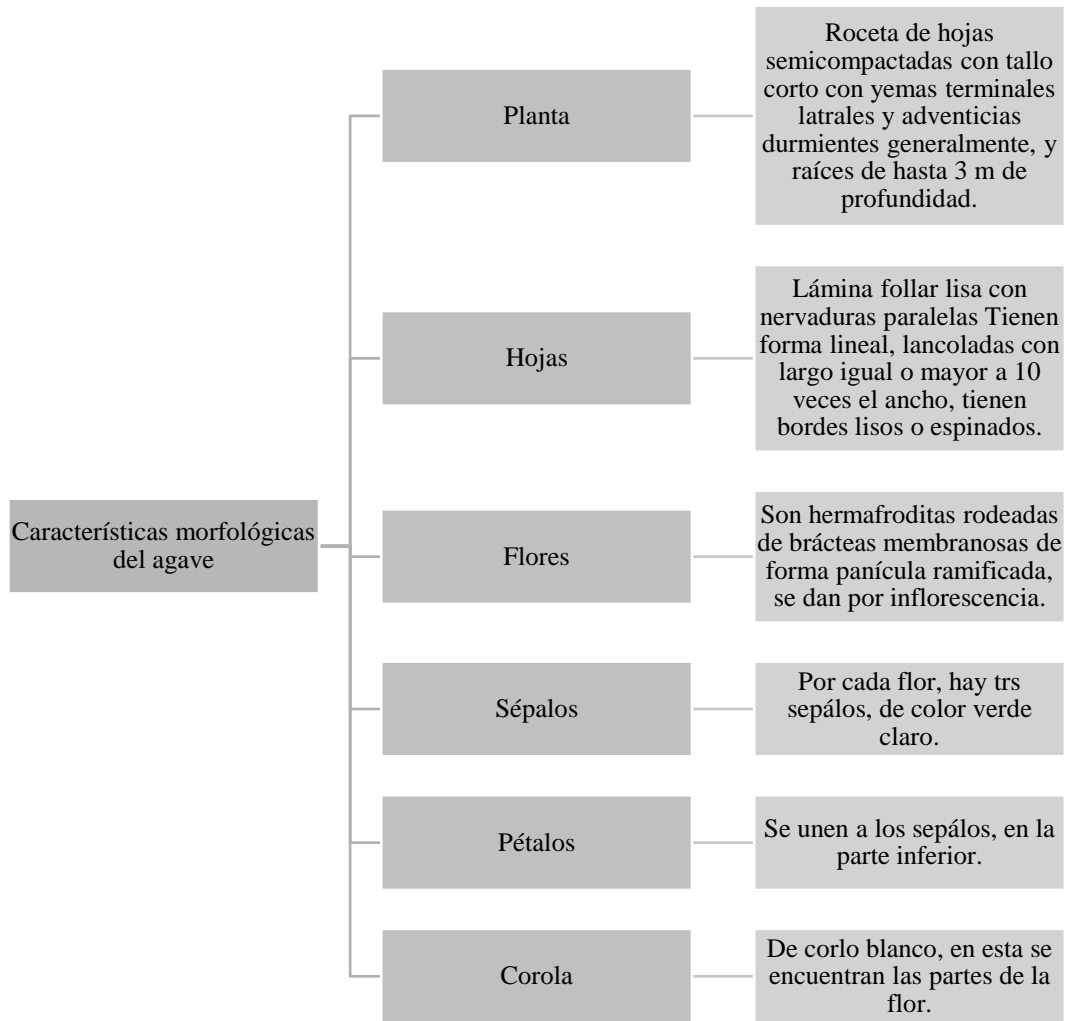 Características morfológicas
del agave
Planta
Roceta de hojas
semicompactadas con tallo
corto con yemas terminales
latrales y adventicias
durmientes generalmente, y
raíces de hasta 3 m de
profundidad.
Hojas
Lámina follar lisa con
nervaduras paralelas Tienen
forma lineal, lancoladas con
largo igual o mayor a 10
veces el ancho, tienen
bordes lisos o espinados.
Flores
Son hermafroditas rodeadas
de brácteas membranosas de
forma panícula ramificada,
se dan por inflorescencia.
Sépalos
Por cada flor, hay trs
sepálos, de color verde
claro.
Pétalos
Se unen a los sepálos, en la
parte inferior.
Corola
De corlo blanco, en esta se
encuentran las partes de la
flor.